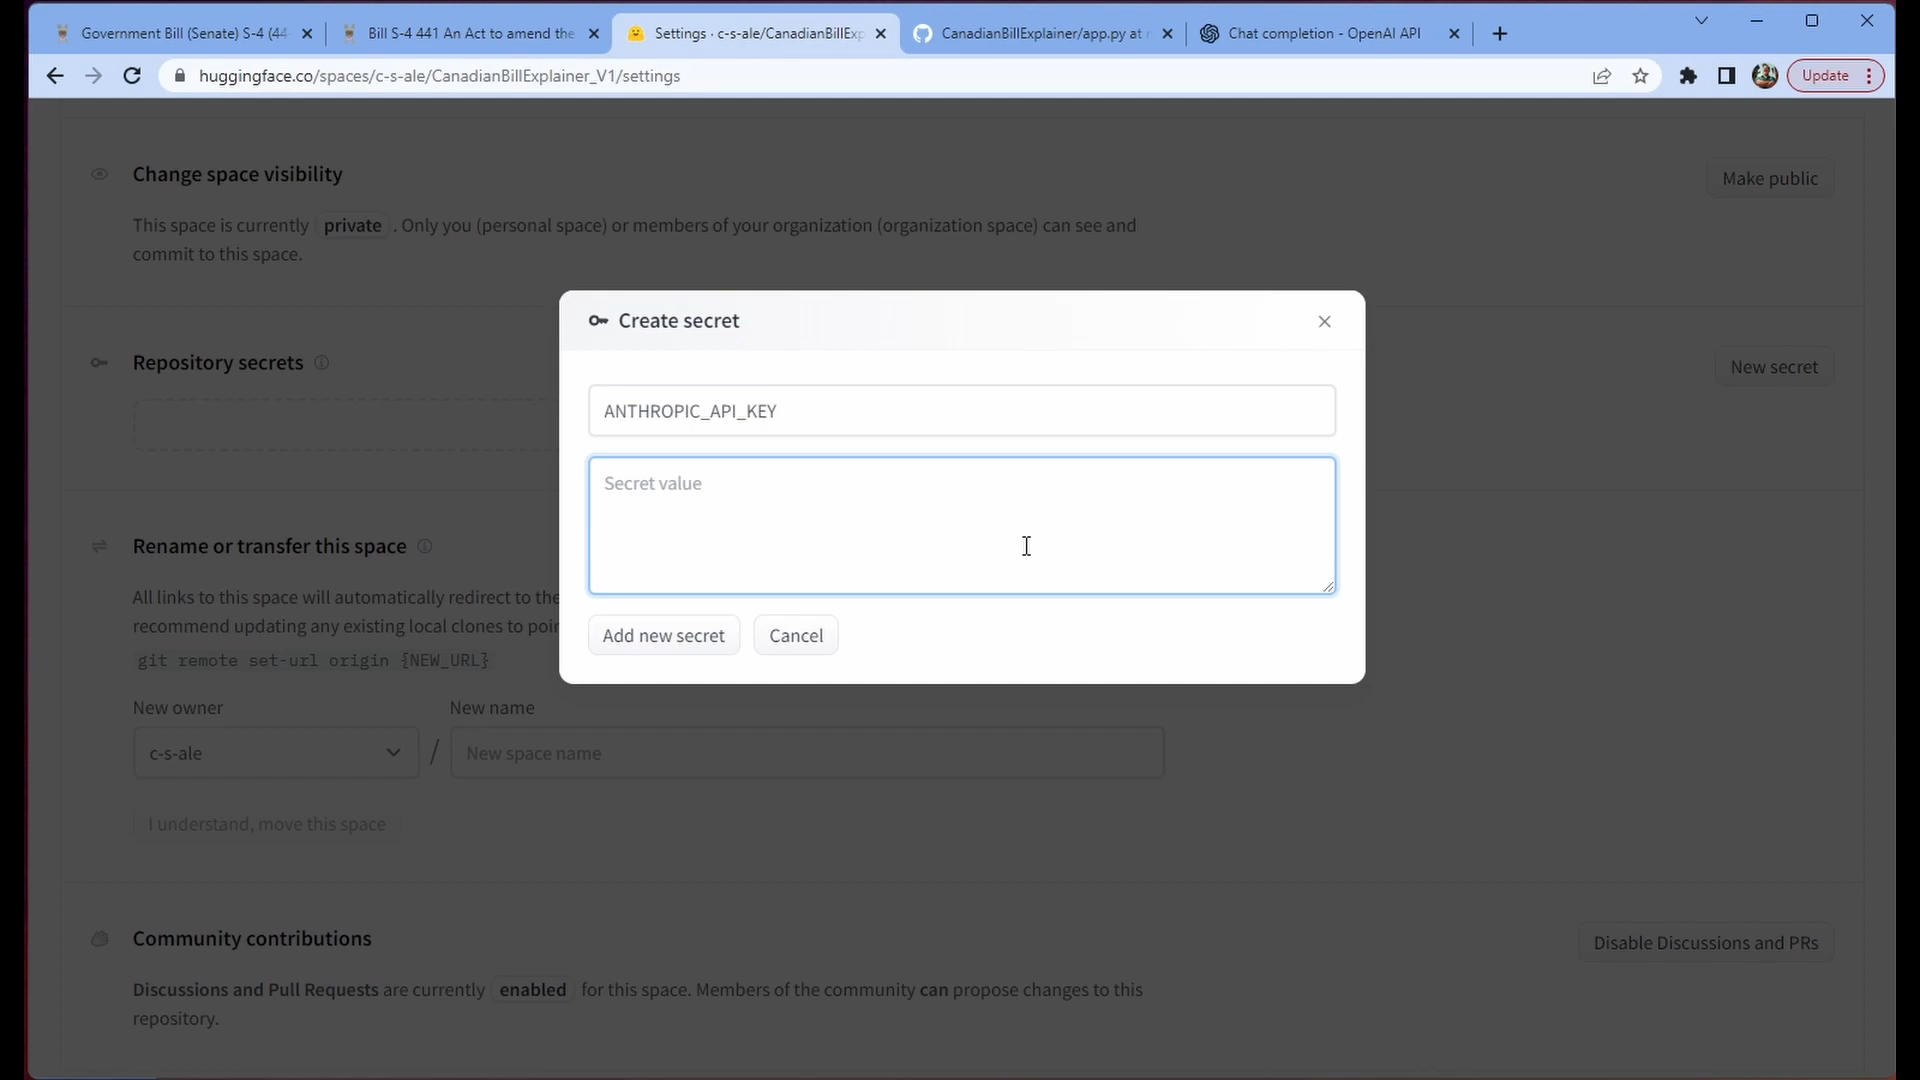 Government Bill (Senate) S-4 (44
Bill S-4 441 An Act to amend the
Settings · c-s-ale/CanadianBillExp
CanadianBillExplainer/app.py at
Chat completion - OpenAI API
huggingface.co/spaces/c-s-ale/CanadianBillExplainer_V1/settings
Update
Change space visibility
Make public
This space is currently private . Only you (personal space) or members of your organization (organization space) can see and
commit to this space.
Create secret
Repository secrets
New secret
ANTHROPIC_API_KEY
Secret value
Rename or transfer this space
All links to this space will automatically redirect to the
recommend updating any existing local clones to poin
git remote set-url origin {NEW_URL}
Add new secret
Cancel
New owner
New name
c-s-ale
/
New space name
I understand, move this space
Community contributions
Disable Discussions and PRs
Discussions and Pull Requests are currently enabled for this space. Members of the community can propose changes to this
repository.